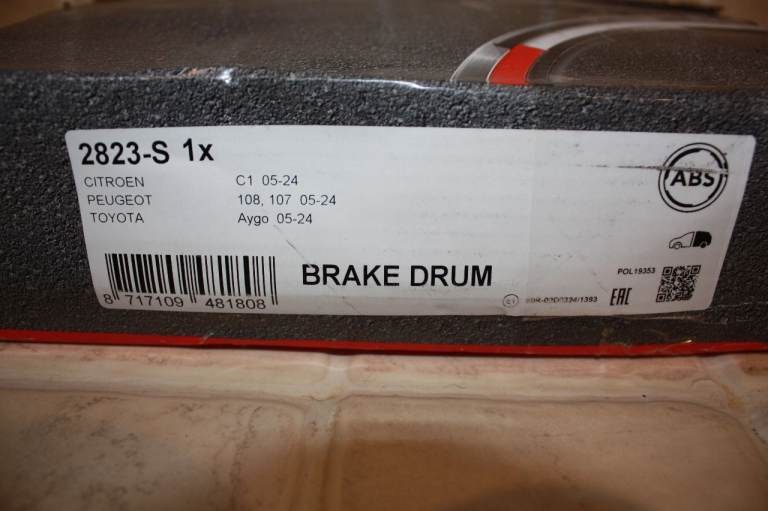 2823-S 1x
CITROEN C1 05-24
PEUGEOT 108, 107 05-24
TOYOTA Aygo 05-24
ABS
POL19353
8 717109 481808
BRAKE DRUM
E1
EAC